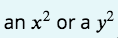 an x² or a y²